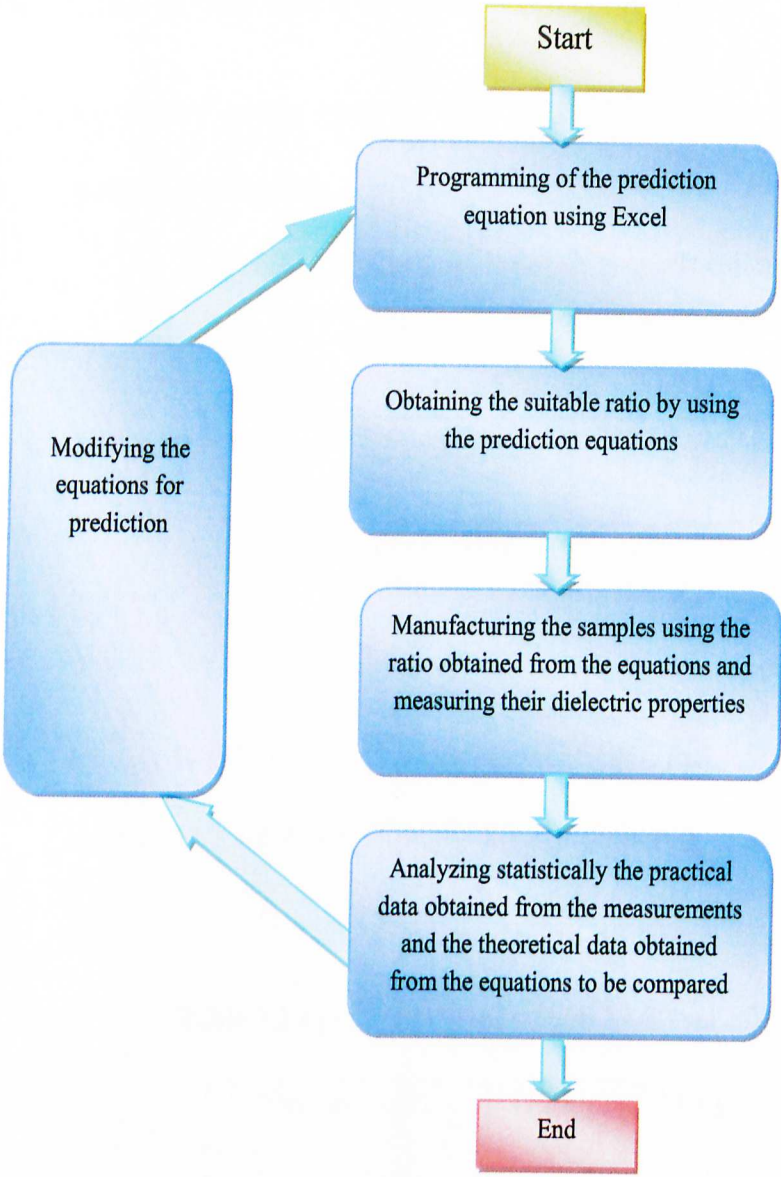 Start
Programming of the prediction
equation using Excel
Obtaining the suitable ratio by using
the prediction equations
Modifying the
equations for
prediction
Manufacturing the samples using the
ratio obtained from the equations and
measuring their dielectric properties
Analyzing statistically the practical
data obtained from the measurements
and the theoretical data obtained
from the equations to be compared
End